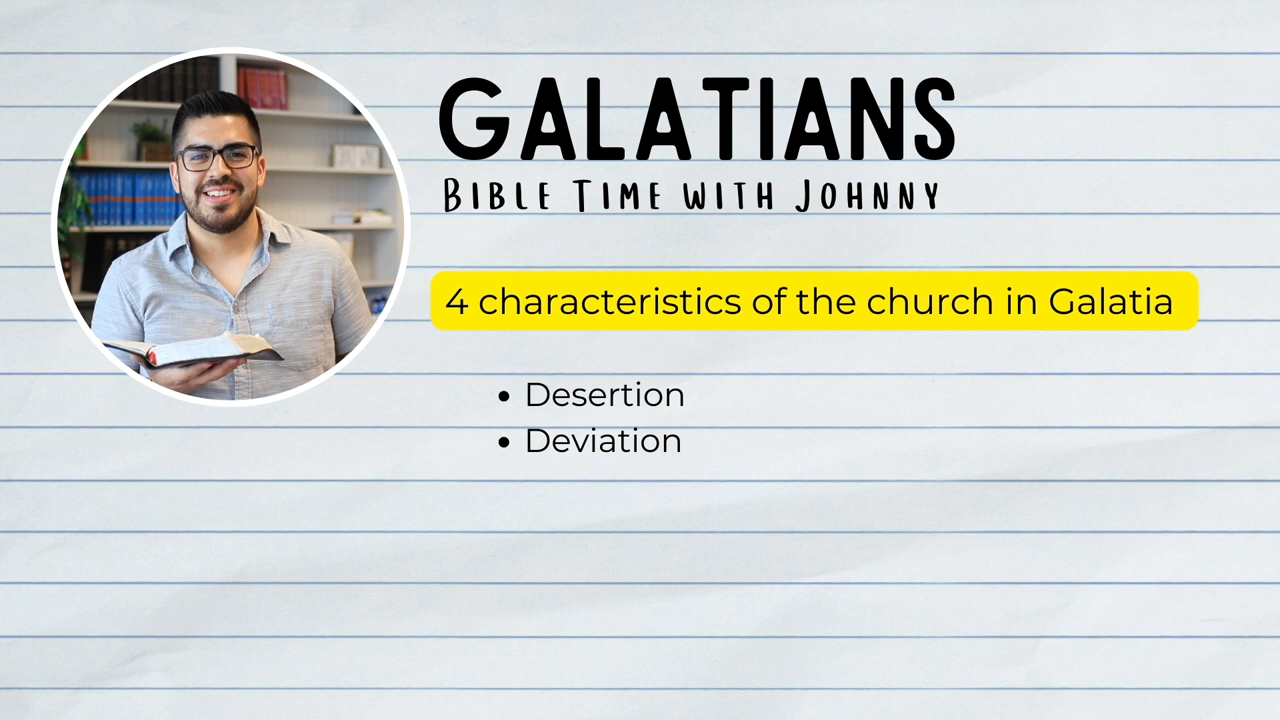 GALATIANS
BIBLE TIME WITH JOHNNY
4 characteristics of the church in Galatia
• Desertion
• Deviation